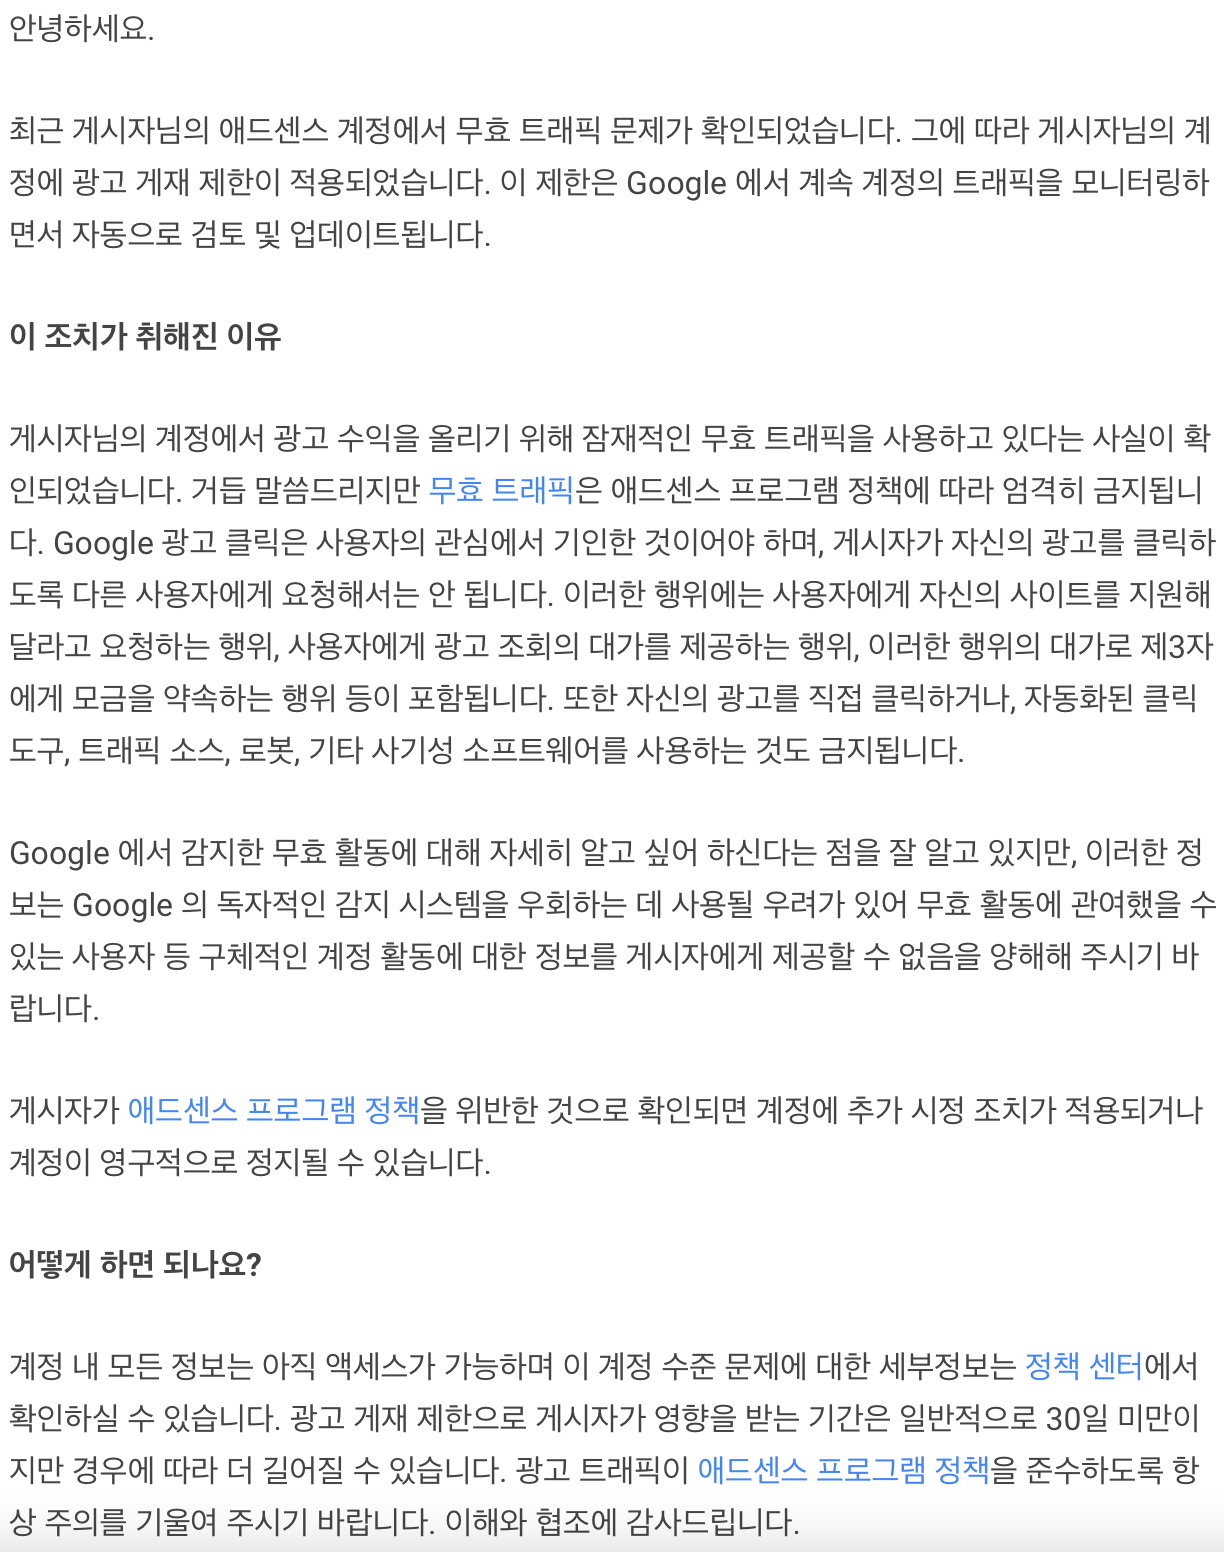 안녕하세요.
최근 게시자님의 애드센스 계정에서 무효 트래픽 문제가 확인되었습니다. 그에 따라 게시자님의 계
정에 광고 게재 제한이 적용되었습니다. 이 제한은 Google 에서 계속 계정의 트래픽을 모니터링하
면서 자동으로 검토 및 업데이트됩니다.
이 조치가 취해진 이유
게시자님의 계정에서 광고 수익을 올리기 위해 잠재적인 무효 트래픽을 사용하고 있다는 사실이 확
인되었습니다. 거듭 말씀드리지만 무효 트래픽은 애드센스 프로그램 정책에 따라 엄격히 금지됩니
다. Google 광고 클릭은 사용자의 관심에서 기인한 것이어야 하며, 게시자가 자신의 광고를 클릭하
도록 다른 사용자에게 요청해서는 안 됩니다. 이러한 행위에는 사용자에게 자신의 사이트를 지원해
달라고 요청하는 행위, 사용자에게 광고 조회의 대가를 제공하는 행위, 이러한 행위의 대가로 제3자
에게 모금을 약속하는 행위 등이 포함됩니다. 또한 자신의 광고를 직접 클릭하거나, 자동화된 클릭
도구, 트래픽 소스, 로봇, 기타 사기성 소프트웨어를 사용하는 것도 금지됩니다.
Google 에서 감지한 무효 활동에 대해 자세히 알고 싶어 하신다는 점을 잘 알고 있지만, 이러한 정
보는 Google 의 독자적인 감지 시스템을 우회하는 데 사용될 우려가 있어 무효 활동에 관여했을 수
있는 사용자 등 구체적인 계정 활동에 대한 정보를 게시자에게 제공할 수 없음을 양해해 주시기 바
랍니다.
게시자가 애드센스 프로그램 정책을 위반한 것으로 확인되면 계정에 추가 시정 조치가 적용되거나
계정이 영구적으로 정지될 수 있습니다.
어떻게 하면 되나요?
계정 내 모든 정보는 아직 액세스가 가능하며 이 계정 수준 문제에 대한 세부정보는 정책 센터에서
확인하실 수 있습니다. 광고 게재 제한으로 게시자가 영향을 받는 기간은 일반적으로 30일 미만이
지만 경우에 따라 더 길어질 수 있습니다. 광고 트래픽이 애드센스 프로그램 정책을 준수하도록 항
상 주의를 기울여 주시기 바랍니다. 이해와 협조에 감사드립니다.